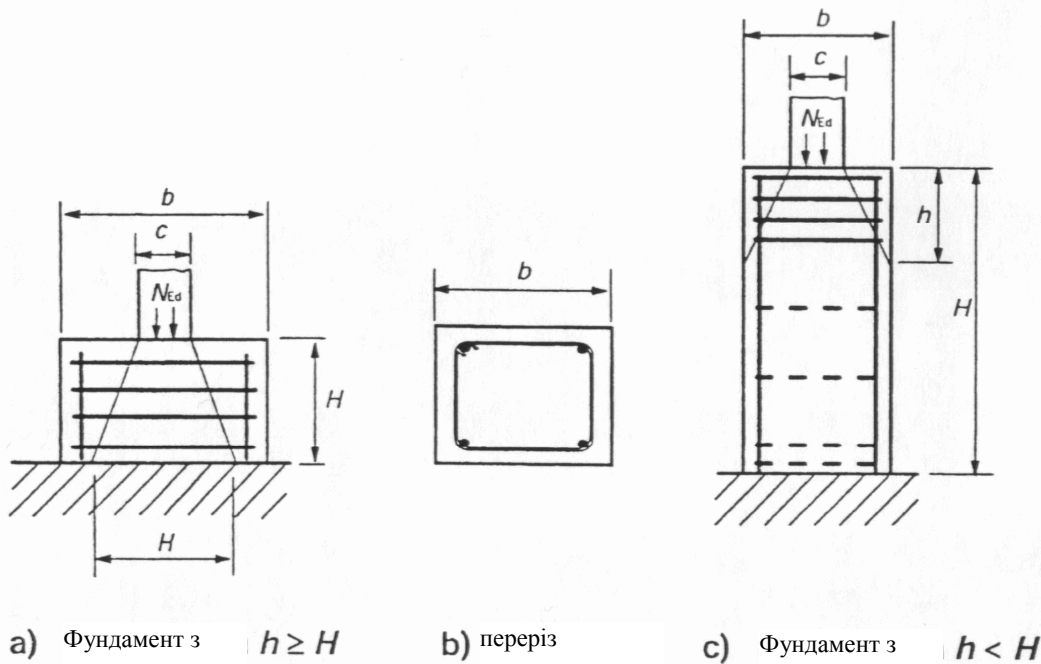 b
c
N_Ed
H
H
a) Фундамент з h ≥ H
b
b) переріз
b
c
N_Ed
h
H
c) Фундамент з h < H